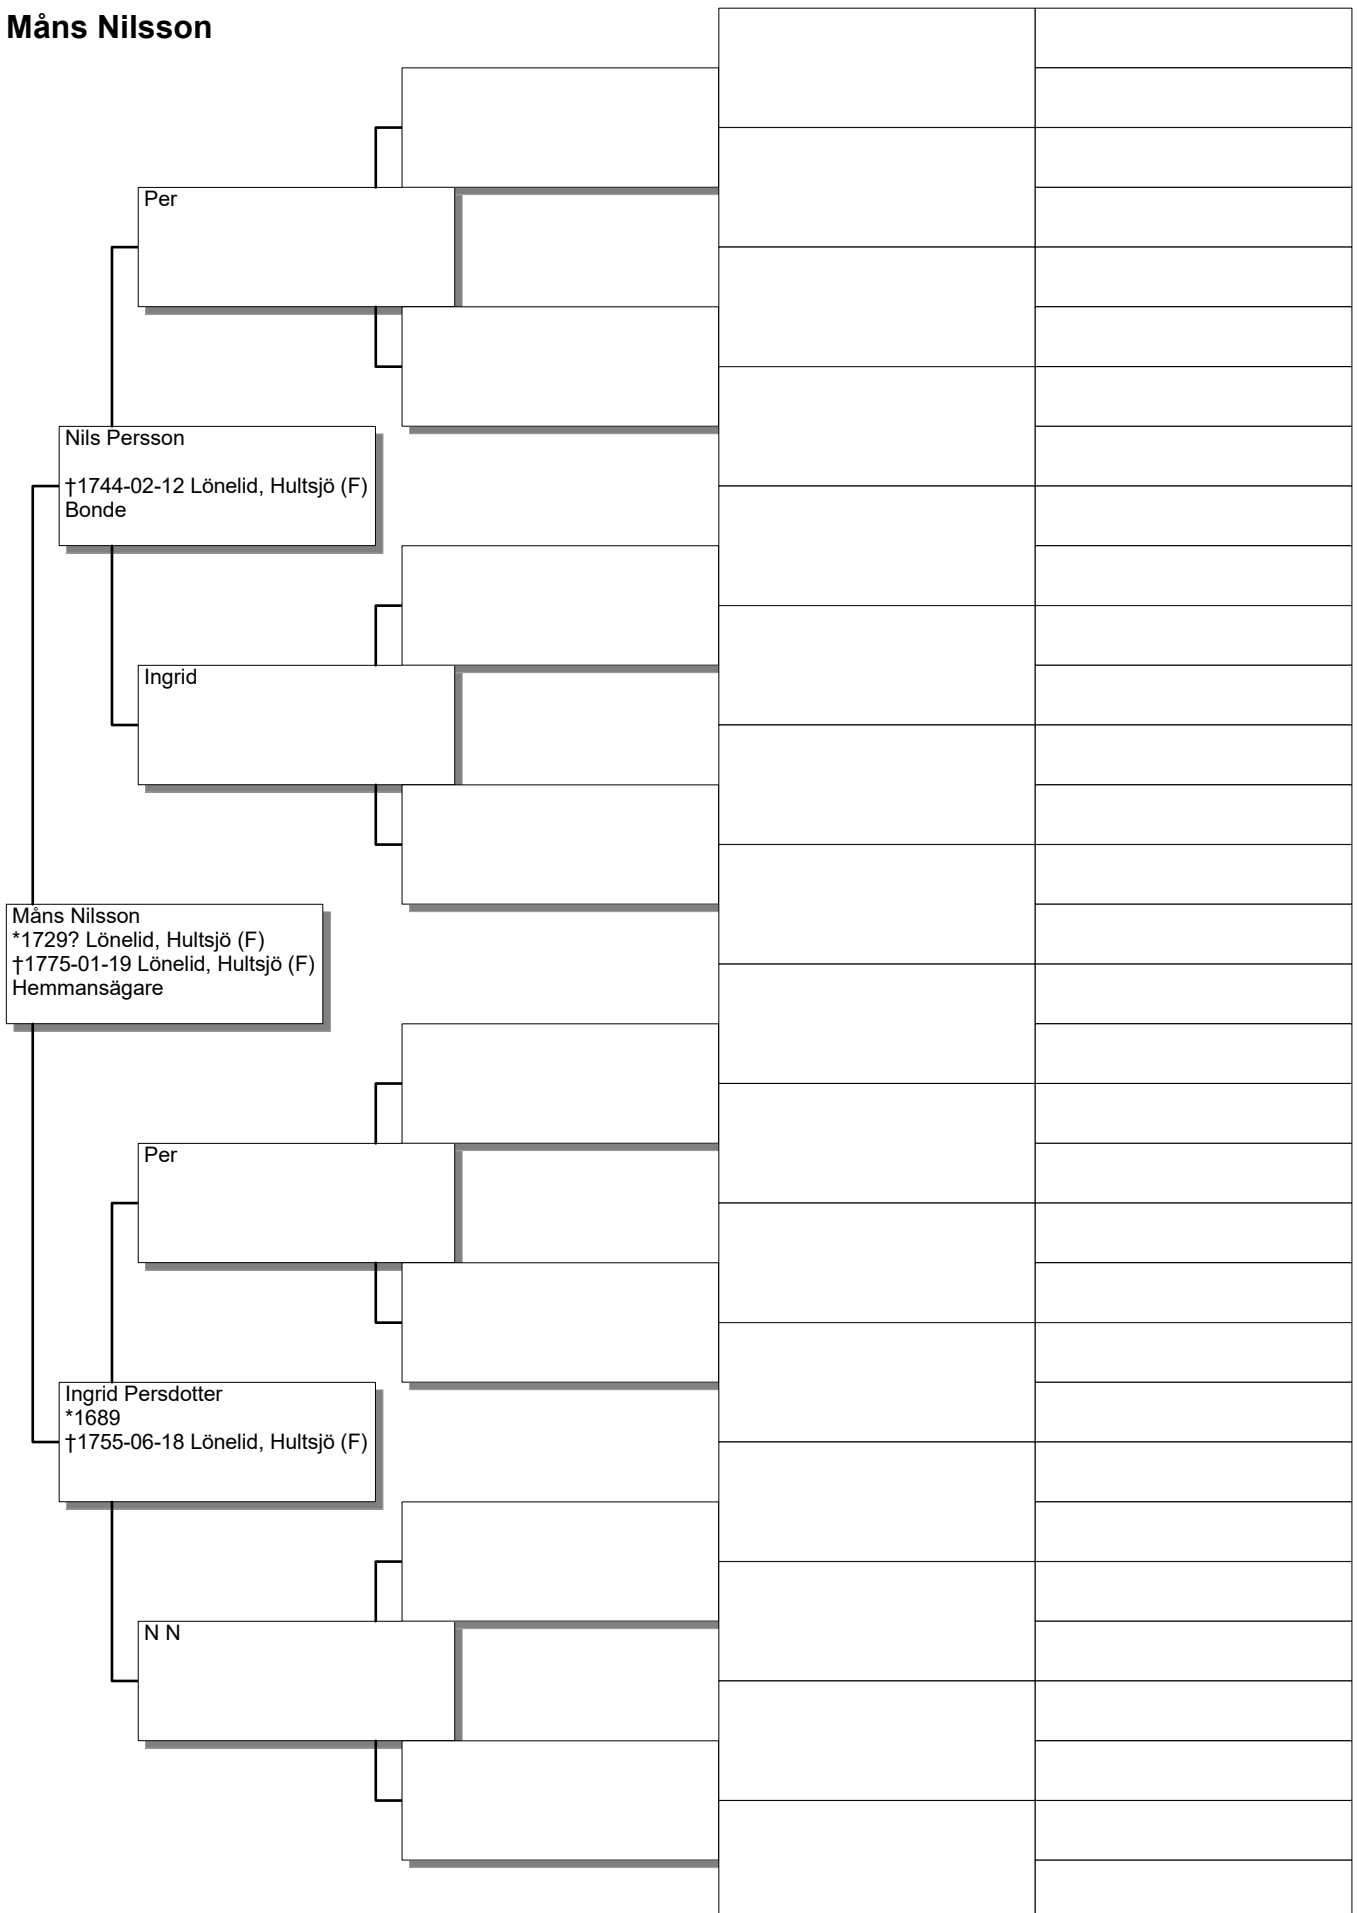 Måns Nilsson
Per
Nils Persson
†1744-02-12 Lönelid, Hultsjö (F)
Bonde
Ingrid
Måns Nilsson
*1729? Lönelid, Hultsjö (F)
†1775-01-19 Lönelid, Hultsjö (F)
Hemmansägare
Per
Ingrid Persdotter
*1689
†1755-06-18 Lönelid, Hultsjö (F)
N N